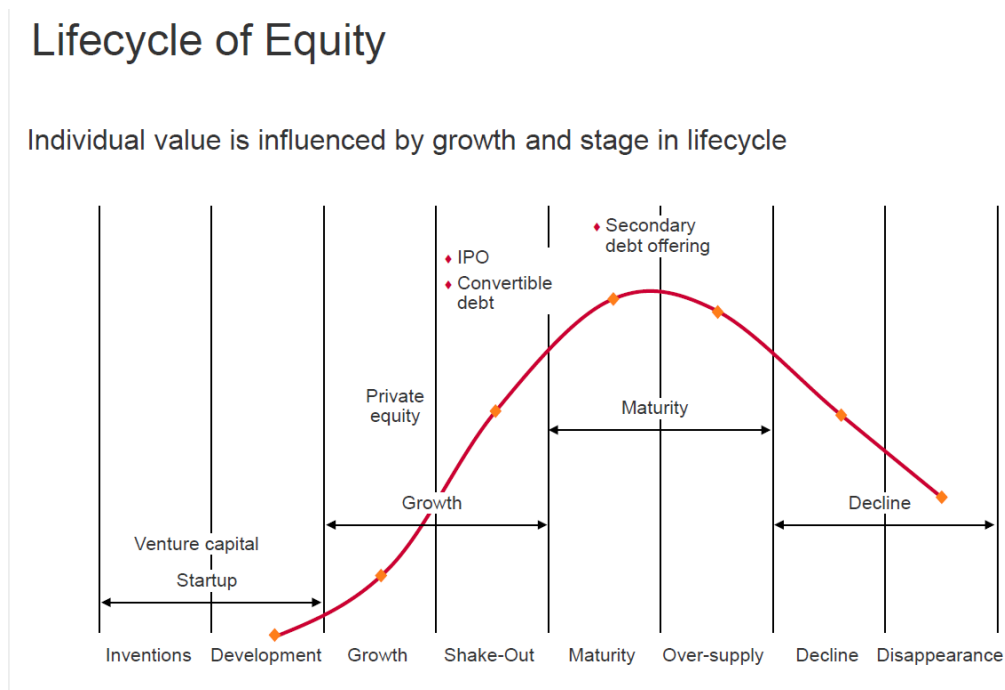 Lifecycle of Equity
Individual value is influenced by growth and stage in lifecycle
Secondary
debt offering
IPO
Convertible
debt
Private
equity
Maturity
Growth
Decline
Venture capital
Startup
Inventions Development Growth Shake-Out Maturity Over-supply Decline Disappearance